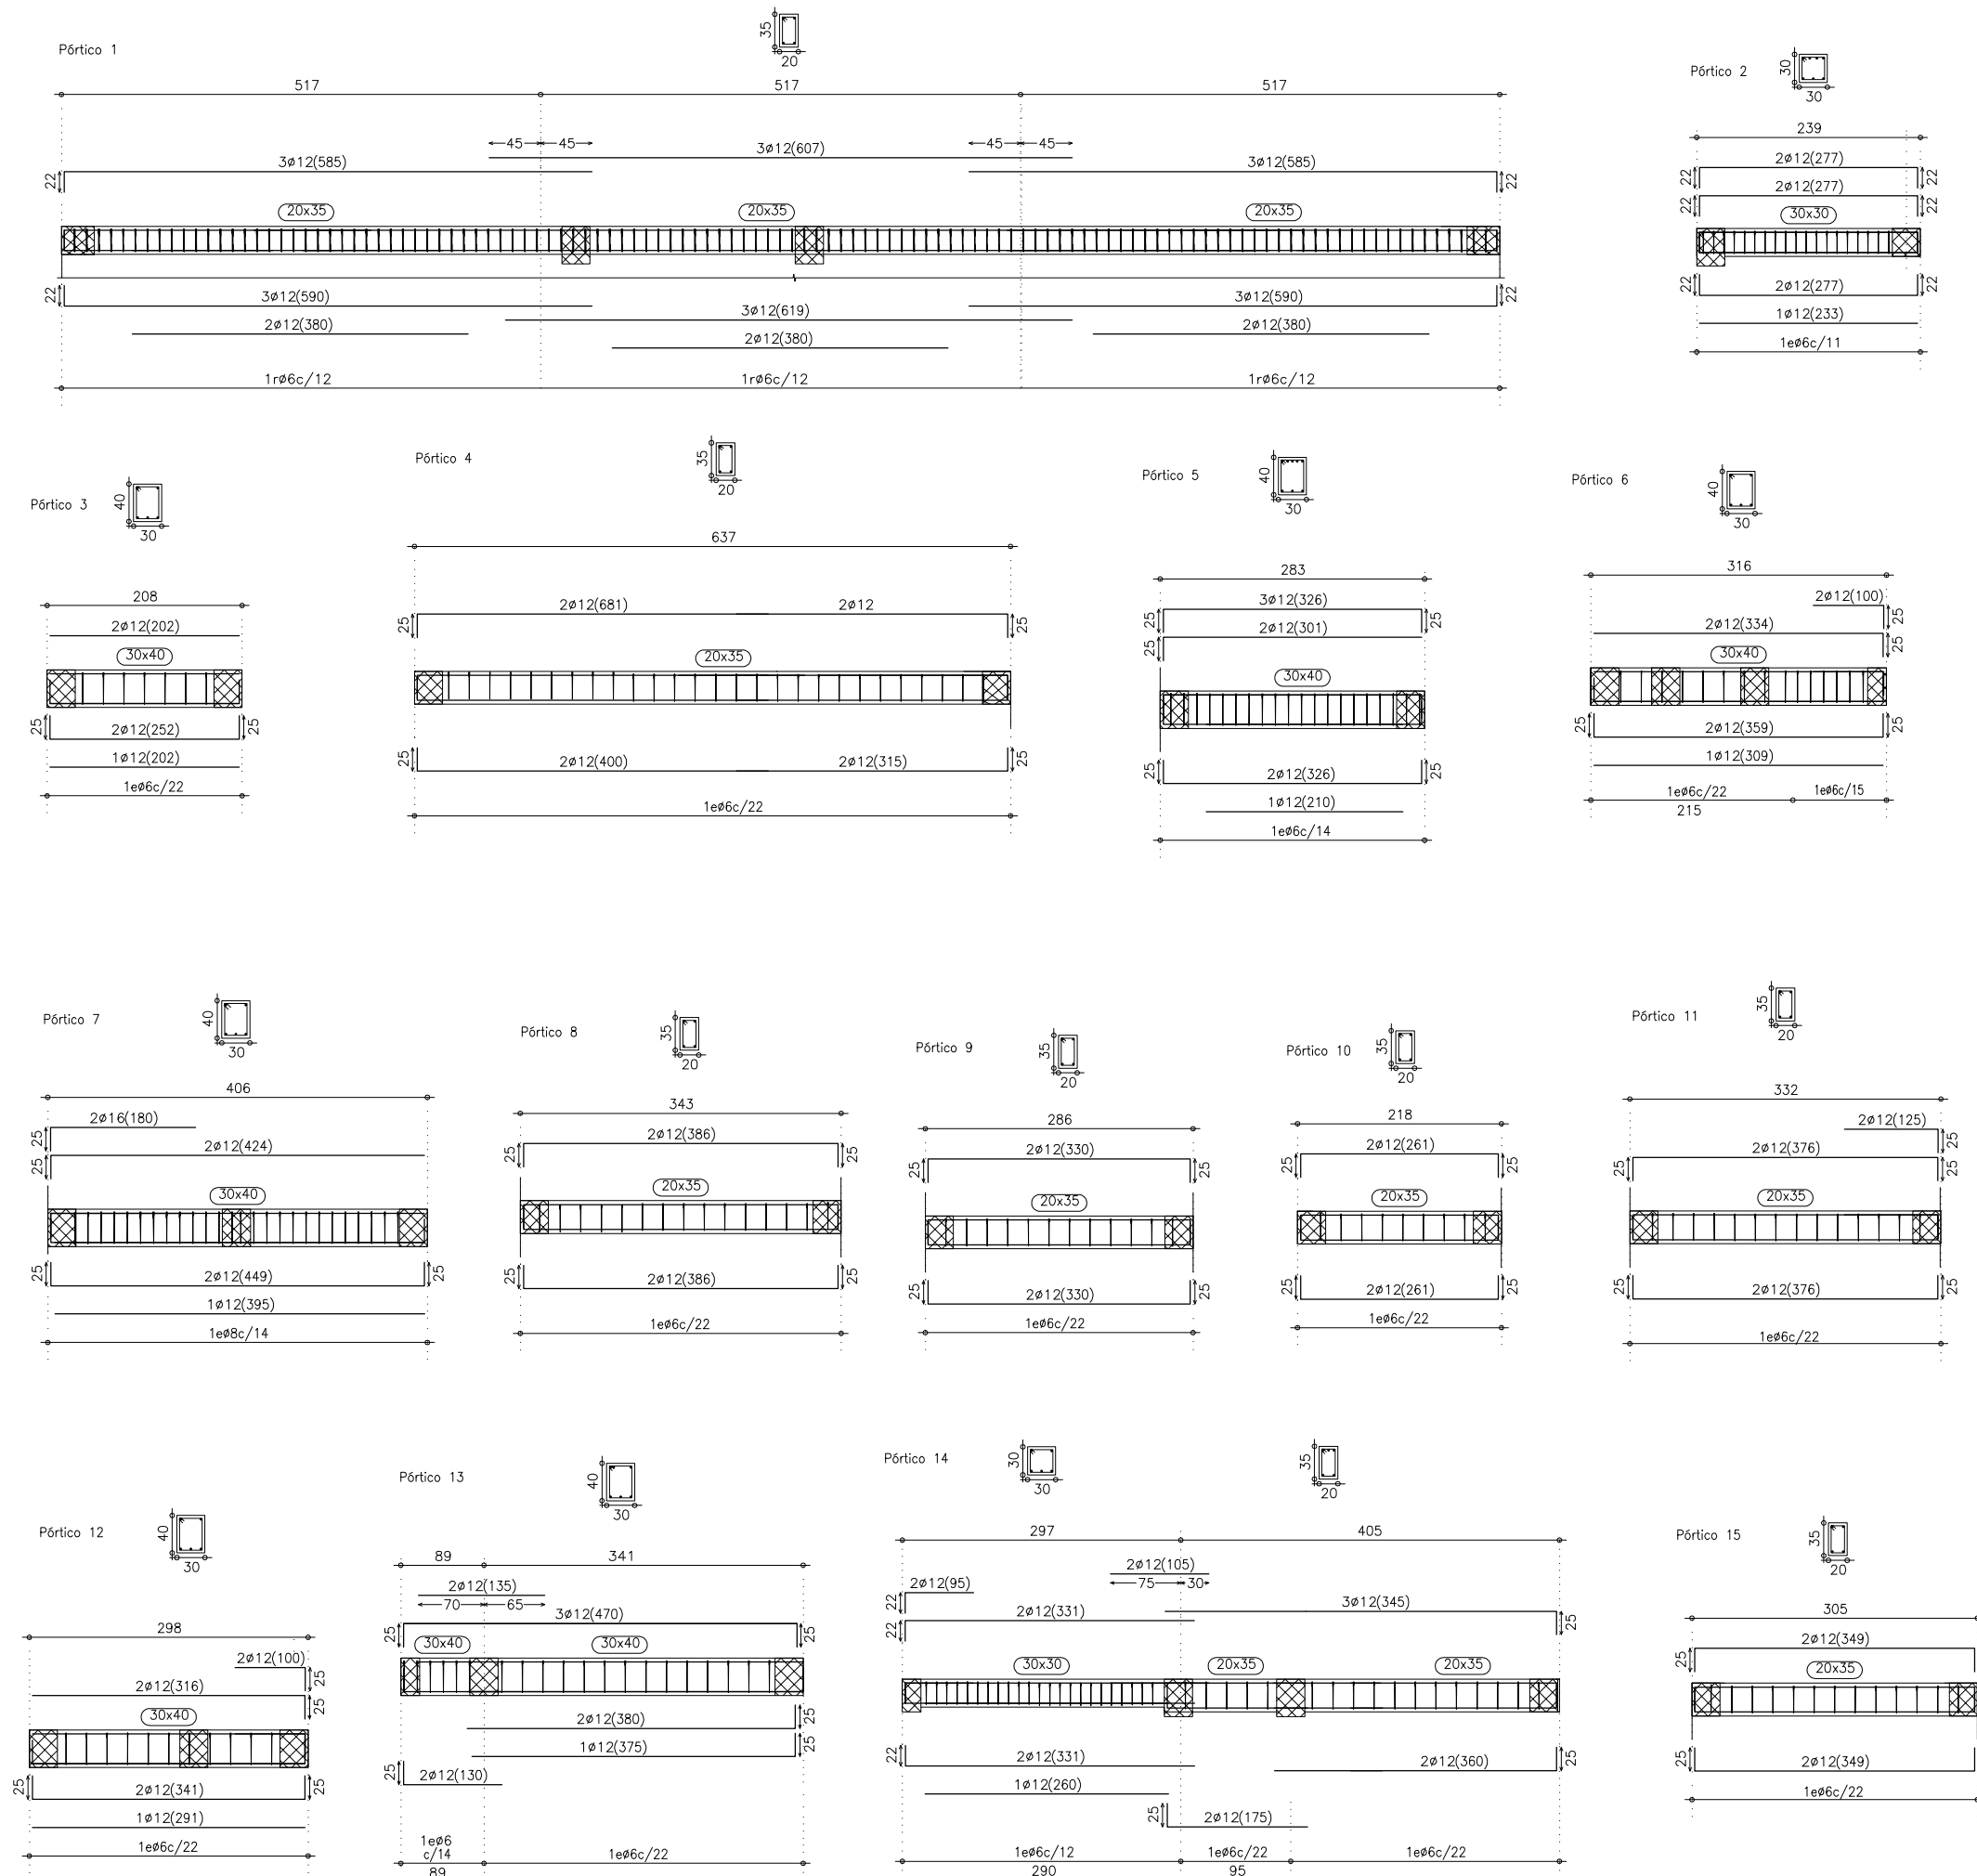 Pórtico 1
35
20
517 517 517
45 45 45 45
3ø12(607)
3ø12(585) 3ø12(585)
22 22
20x35 20x35 20x35
22 22
3ø12(590) 3ø12(590)
3ø12(619)
2ø12(380) 2ø12(380)
2ø12(380)
1rø6c/12 1rø6c/12 1rø6c/12
Pórtico 2
30
30
239
2ø12(277)
22 22
2ø12(277)
22 22
30x30
22 22
2ø12(277)
1ø12(233)
1eø6c/11
Pórtico 3
40
30
208
2ø12(202)
30x40
25 25
2ø12(252)
1ø12(202)
1eø6c/22
Pórtico 4
35
20
637
2ø12(681) 2ø12
25 25
20x35
25 25
2ø12(400) 2ø12(315)
1eø6c/22
Pórtico 5
40
30
283
3ø12(326)
25 25
2ø12(301)
25
30x40
25 25
2ø12(326)
1ø12(210)
1eø6c/14
Pórtico 6
40
30
316
2ø12(100)
25
2ø12(334)
25
30x40
25 25
2ø12(359)
1ø12(309)
1eø6c/22 1eø6c/15
215
Pórtico 7
40
30
406
2ø16(180)
25
2ø12(424)
25
30x40
25 25
2ø12(449)
1ø12(395)
1eø8c/14
Pórtico 8
35
20
343
2ø12(386)
25 25
20x35
25 25
2ø12(386)
1eø6c/22
Pórtico 9
35
20
286
2ø12(330)
25 25
20x35
25 25
2ø12(330)
1eø6c/22
Pórtico 10
35
20
218
2ø12(261)
25 25
20x35
25 25
2ø12(261)
1eø6c/22
Pórtico 11
35
20
332
2ø12(125)
25
2ø12(376)
25 25
20x35
25 25
2ø12(376)
1eø6c/22
Pórtico 12
40
30
298
2ø12(100)
25
2ø12(316)
25
30x40
25 25
2ø12(341)
1ø12(291)
1eø6c/22
Pórtico 13
40
30
89 341
2ø12(135)
70 65
3ø12(470)
25 25
30x40 30x40
2ø12(380)
25
1ø12(375)
25
25
2ø12(130)
1eø6
c/14 1eø6c/22
89
Pórtico 14
30
30
35
20
297 405
2ø12(105)
75 30
2ø12(95)
22
3ø12(345)
2ø12(331)
22 25
30x30 20x35 20x35
22 25
2ø12(331) 2ø12(360)
1ø12(260)
25
2ø12(175)
1eø6c/12 1eø6c/22 1eø6c/22
290 95
Pórtico 15
35
20
305
2ø12(349)
25
20x35
25
2ø12(349)
1eø6c/22